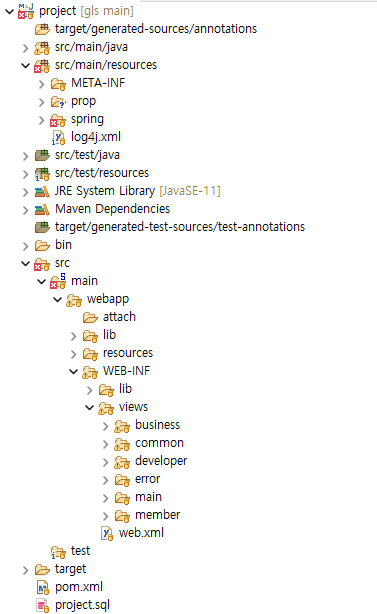 project [gls main]
target/generated-sources/annotations
src/main/java
src/main/resources
META-INF
prop
spring
log4j.xml
src/test/java
src/test/resources
JRE System Library [JavaSE-11]
Maven Dependencies
target/generated-test-sources/test-annotations
bin
src
main
webapp
attach
lib
resources
WEB-INF
lib
views
business
common
developer
error
main
member
web.xml
test
target
pom.xml
project.sql